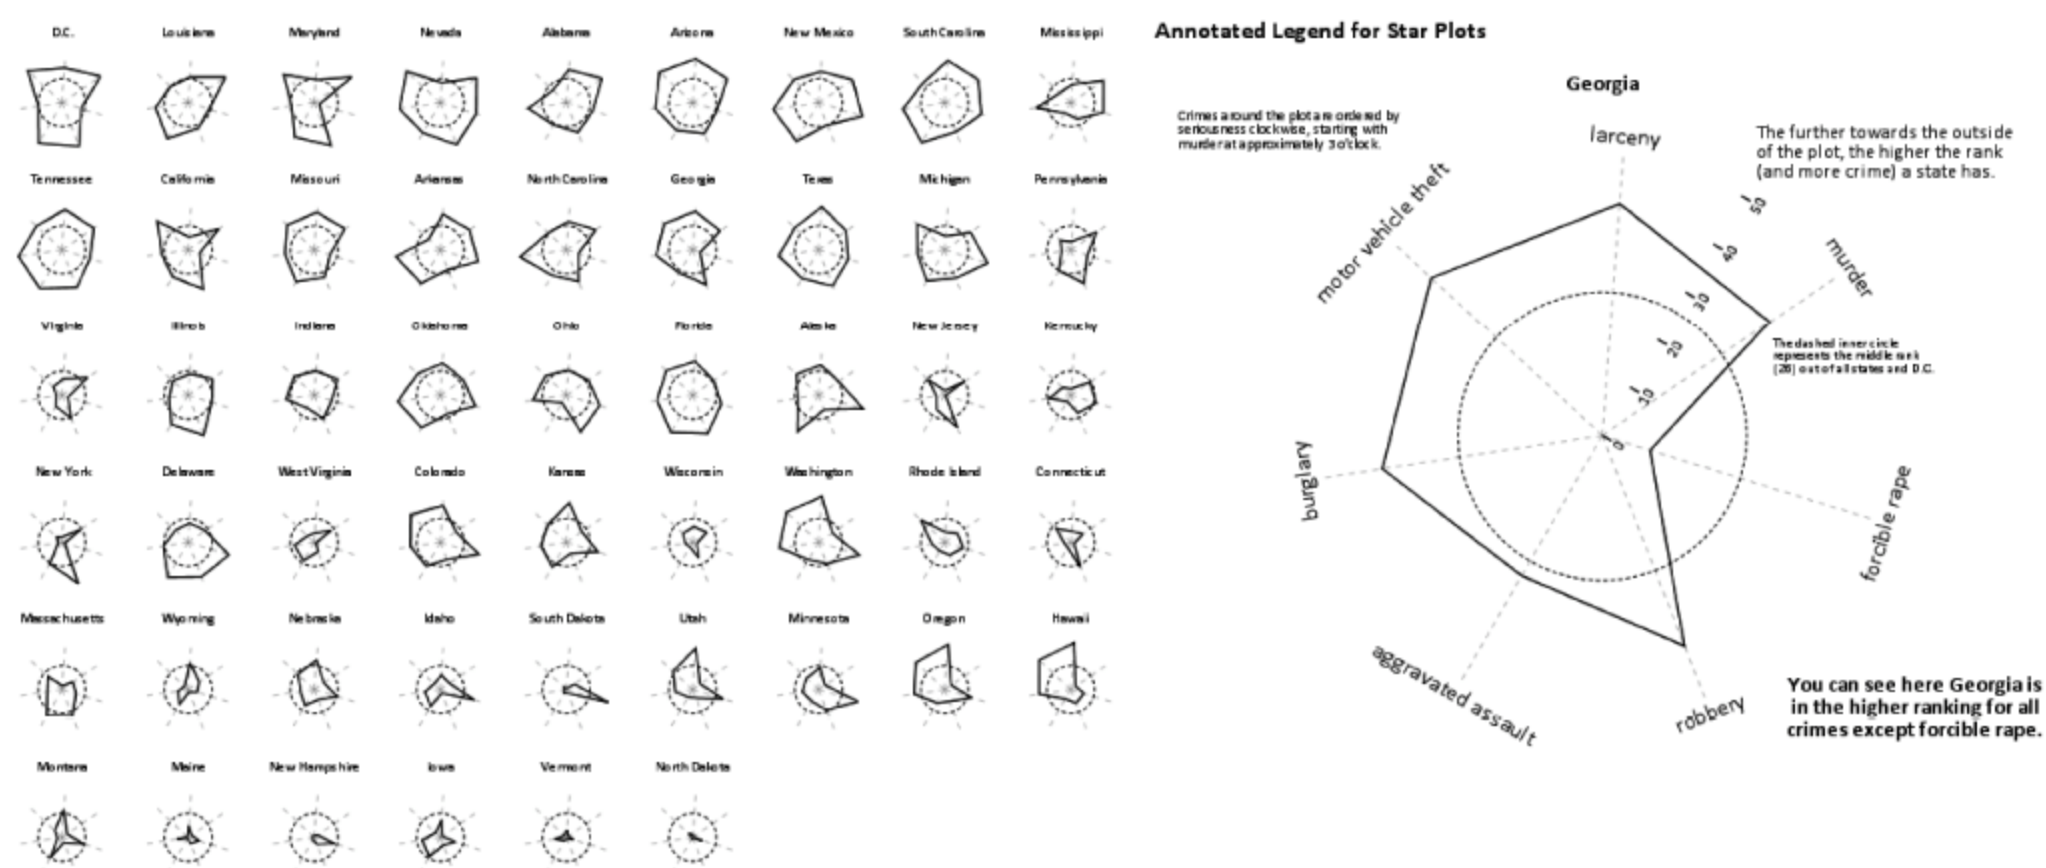 D.C. Louisiana Maryland Nevada Alabama Arizona New Mexico South Carolina Mississippi
Tennessee California Missouri Arkansas North Carolina Georgia Texas Michigan Pennsylvania
Virginia Illinois Indiana Oklahoma Ohio Florida Alaska New Jersey Kentucky
New York Delaware West Virginia Colorado Kansas Wisconsin Washington Rhode Island Connecticut
Massachusetts Wyoming Nebraska Idaho South Dakota Utah Minnesota Oregon Hawaii
Montana Maine New Hampshire Iowa Vermont North Dakota
Annotated Legend for Star Plots
Georgia
Crimes around the plot are ordered by
seriousness clockwise, starting with
murder at approximately 3 o'clock.
larceny
The further towards the outside
of the plot, the higher the rank
(and more crime) a state has.
motor vehicle theft
50
40
30
20
10
0
murder
The dashed inner circle
represents the middle rank
(26) out of all states and D.C.
burglary
forcible rape
aggravated assault
robbery
You can see here Georgia is
in the higher ranking for all
crimes except forcible rape.